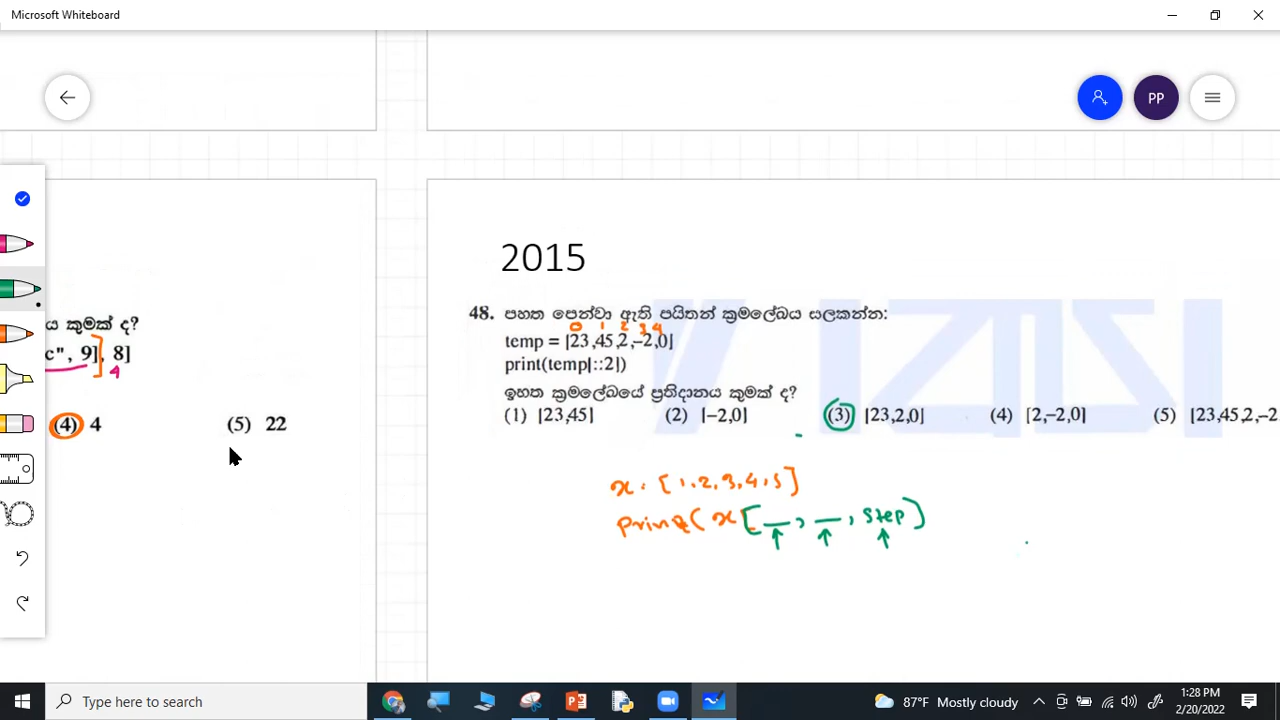 Microsoft Whiteboard
PP
ය කුමක් ද?
c", 9], 8]
4
(4) 4
(5) 22
2015
48. පහත පෙන්වා ඇති පයිතන් ක්‍රමලේඛය සලකන්න:
0 1 2 3 4
temp = [23,45,2,−2,0]
print(temp[::2])
ඉහත ක්‍රමලේඛයේ ප්‍රතිදානය කුමක් ද?
(1) [23,45] (2) [−2,0] (3) [23,2,0] (4) [2,−2,0] (5) [23,45,2,−2
x = [1,2,3,4,5]
print(x[__, __, step)
Type here to search
87°F Mostly cloudy
1:28 PM
2/20/2022